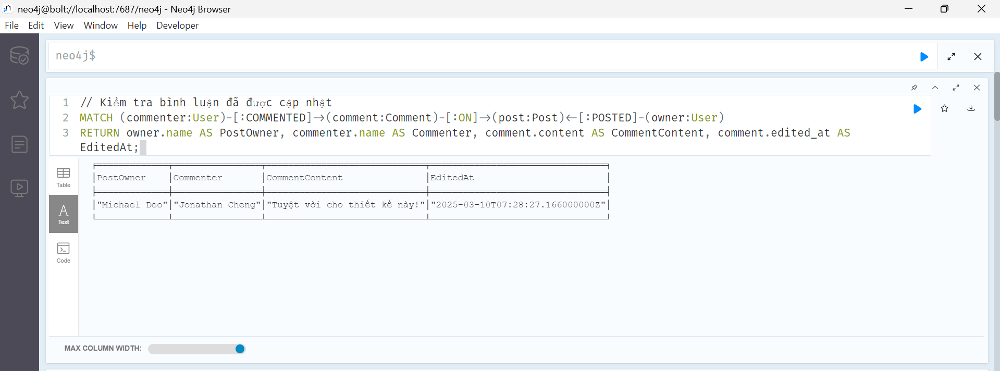 neo4j@bolt://localhost:7687/neo4j - Neo4j Browser
File Edit View Window Help Developer
neo4j$
1 // Kiểm tra bình luận đã được cập nhật
2 MATCH (commenter:User)-[:COMMENTED]->(comment:Comment)-[:ON]->(post:Post)<-[:POSTED]-(owner:User)
3 RETURN owner.name AS PostOwner, commenter.name AS Commenter, comment.content AS CommentContent, comment.edited_at AS
EditedAt;
Table
Text
Code
PostOwner Commenter CommentContent EditedAt
"Michael Deo" "Jonathan Cheng" "Tuyệt vời cho thiết kế này!" "2025-03-10T07:28:27.166000000Z"
MAX COLUMN WIDTH: